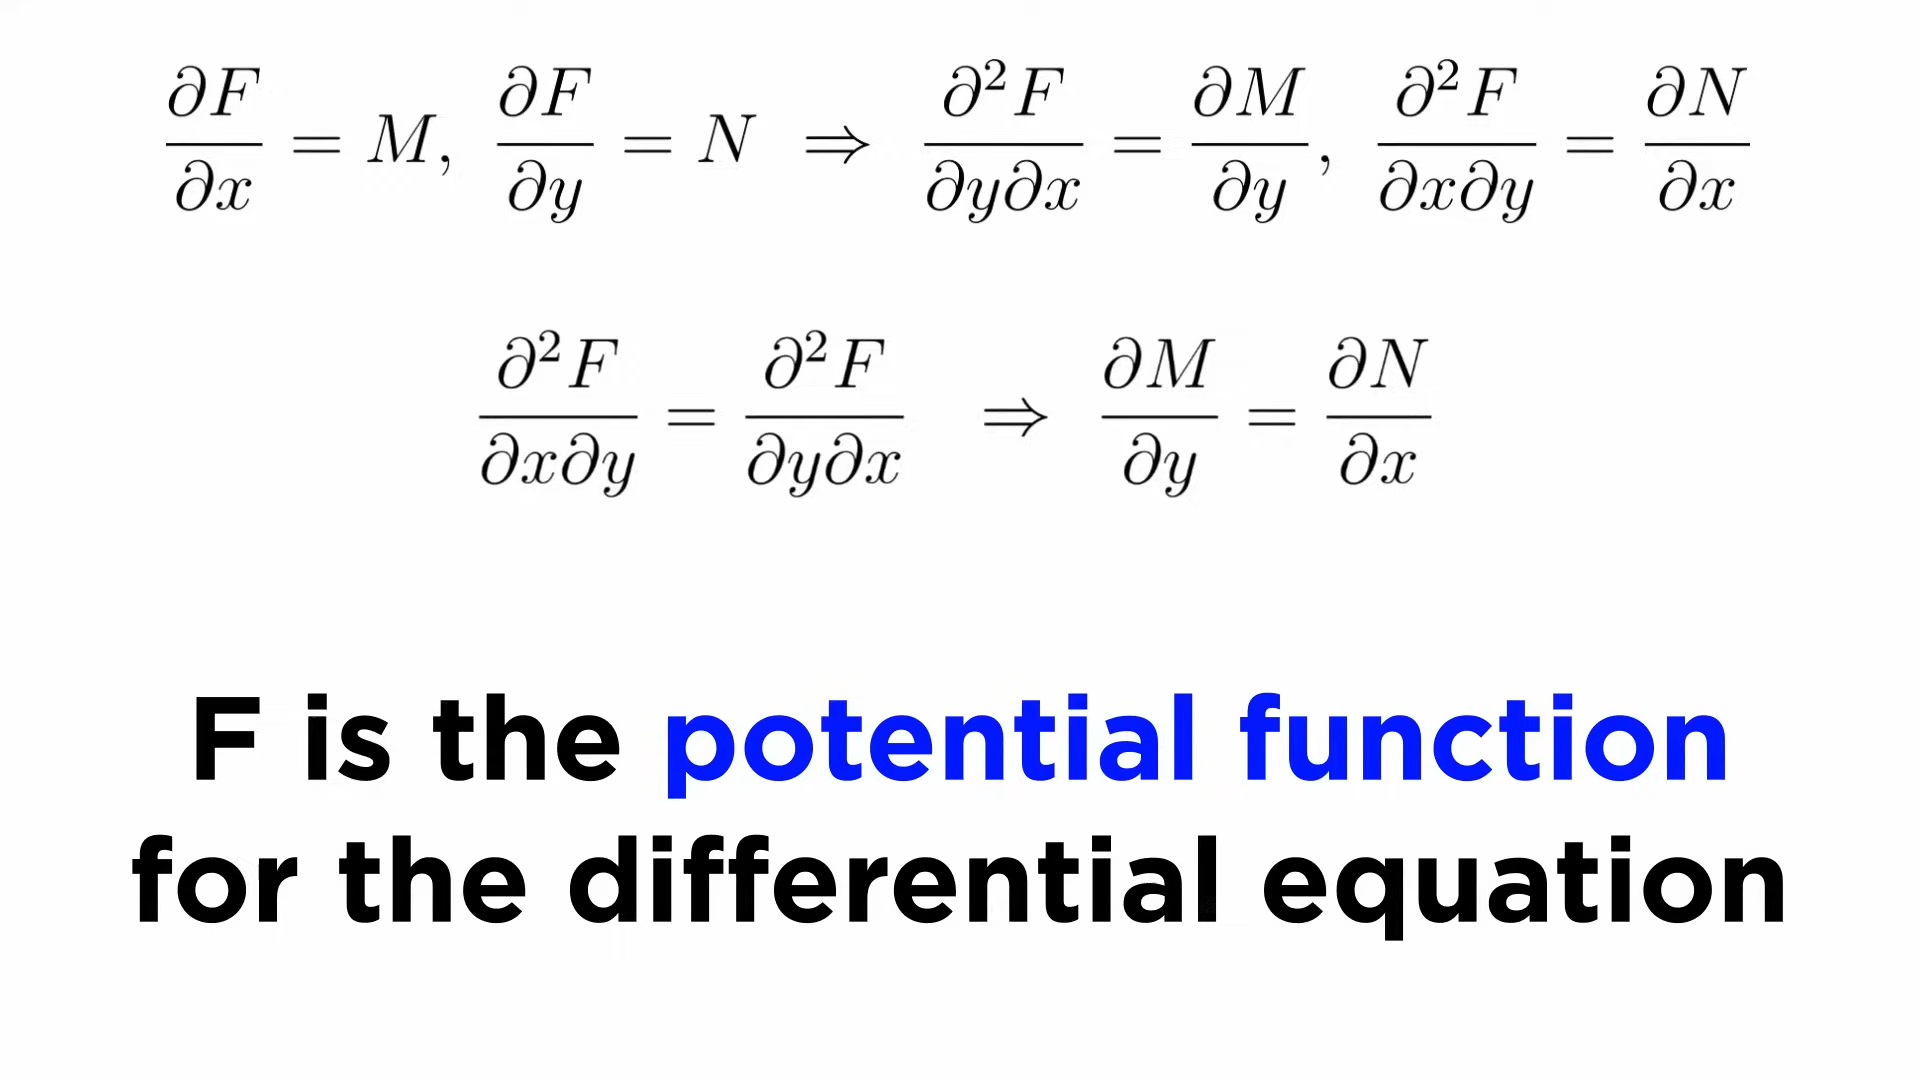 ∂F/∂x = M, ∂F/∂y = N ⇒ ∂²F/∂y∂x = ∂M/∂y, ∂²F/∂x∂y = ∂N/∂x
∂²F/∂x∂y = ∂²F/∂y∂x ⇒ ∂M/∂y = ∂N/∂x
F is the potential function
for the differential equation